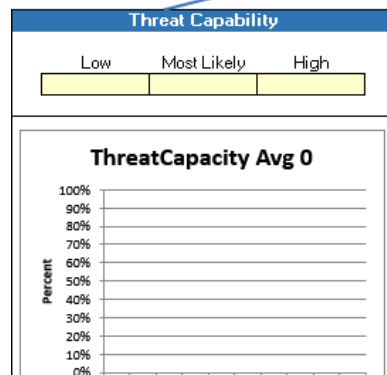 Threat Capability
Low Most Likely High
ThreatCapacity Avg 0
100%
90%
80%
70%
60%
50%
40%
30%
20%
10%
0%
Percent